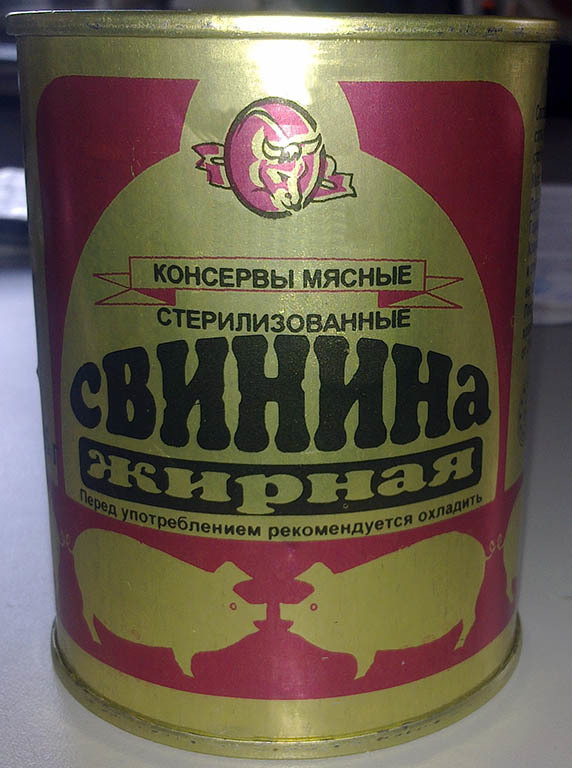 КОНСЕРВЫ МЯСНЫЕ
СТЕРИЛИЗОВАННЫЕ
СВИНИНа
жирная
Перед употреблением рекомендуется охладить